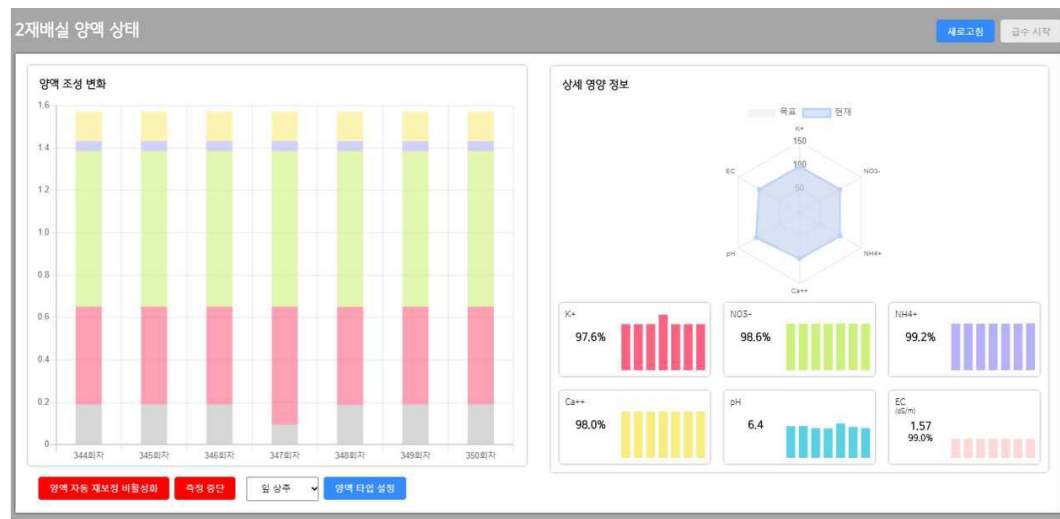 2재배실 양액 상태
새로고침
급수 시작
양액 조성 변화
1.6
1.4
1.2
1.0
0.8
0.6
0.4
0.2
0
344회차
345회차
346회차
347회차
348회차
349회차
350회차
양액 자동 재보정 비활성화
측정 중단
잎 상추
양액 타입 설정
상세 영양 정보
목표
현재
K+
150
100
50
EC
NO3-
pH
NH4+
Ca++
K+
97.6%
NO3-
98.6%
NH4+
99.2%
Ca++
98.0%
pH
6.4
EC
(dS/m)
1.57
99.0%